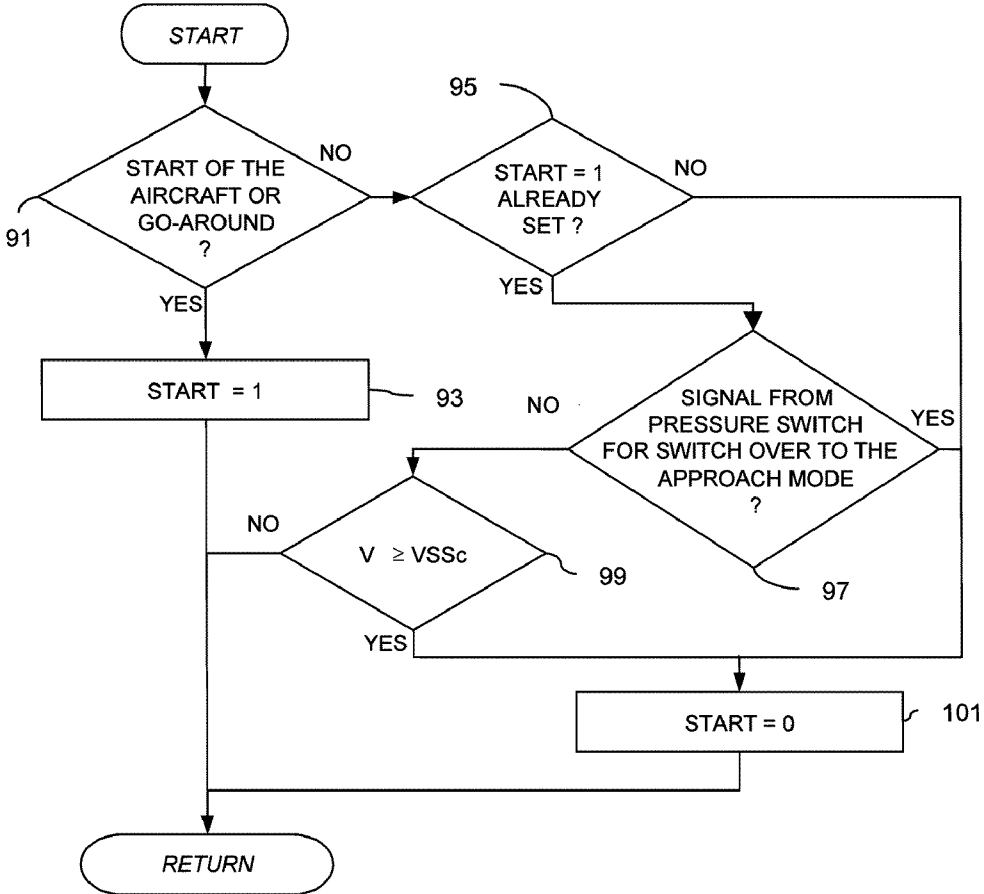 START
START OF THE
AIRCRAFT OR
GO-AROUND
?
NO
91
YES
95
START = 1
ALREADY
SET ?
NO
YES
START = 1
93
SIGNAL FROM
PRESSURE SWITCH
FOR SWITCH OVER TO THE
APPROACH MODE
?
NO
YES
97
V ≥ VSSc
NO
99
YES
START = 0
101
RETURN